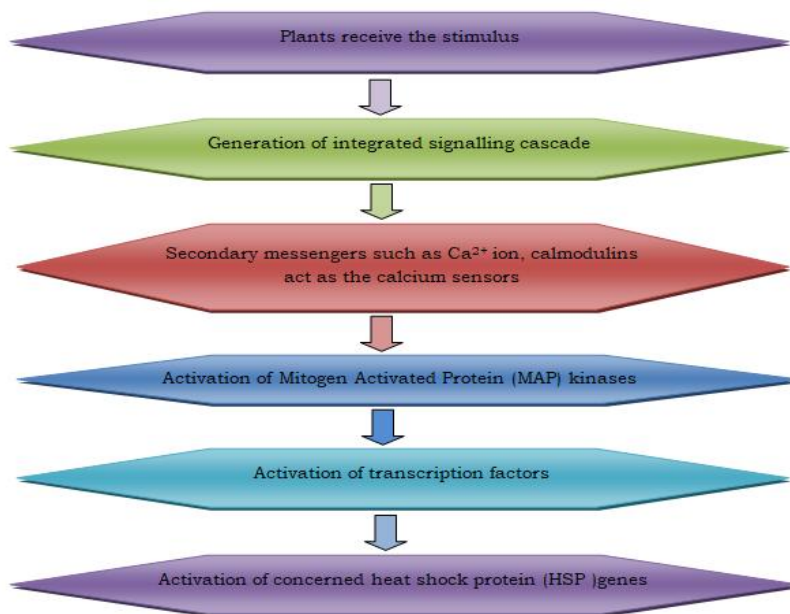 Plants receive the stimulus
Generation of integrated signalling cascade
Secondary messengers such as Ca²⁺ ion, calmodulins
act as the calcium sensors
Activation of Mitogen Activated Protein (MAP) kinases
Activation of transcription factors
Activation of concerned heat shock protein (HSP )genes